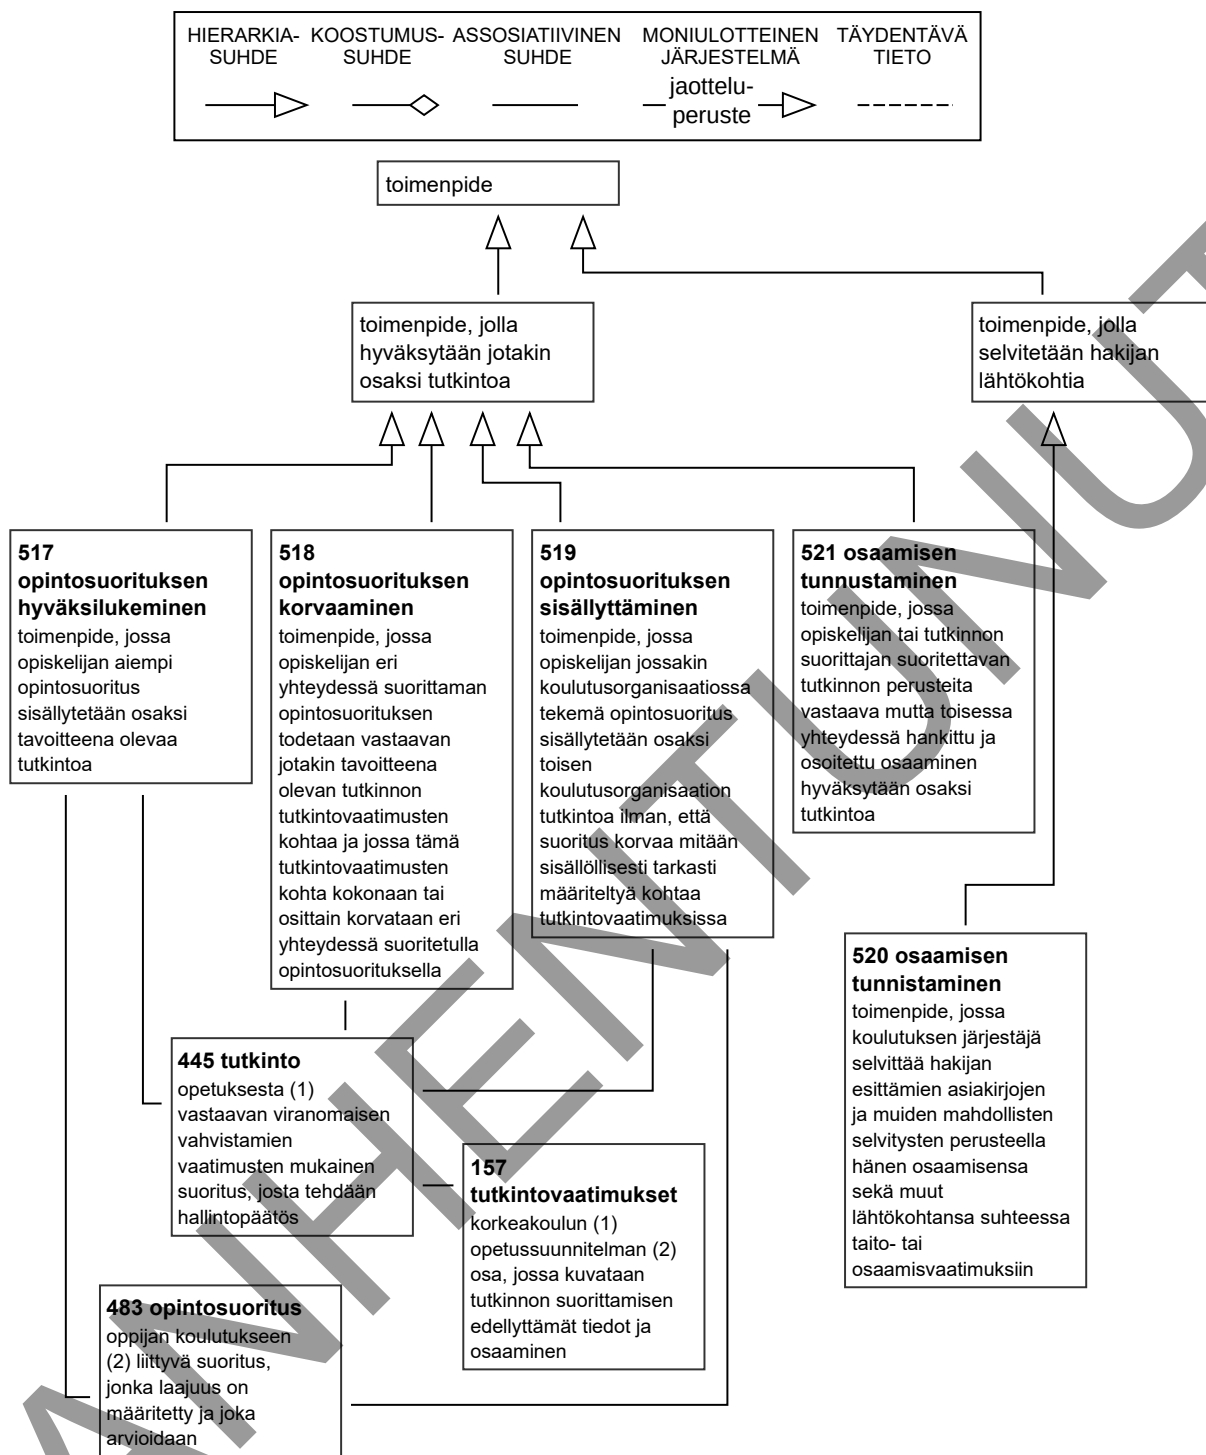 HIERARKIA-
SUHDE
KOOSTUMUS-
SUHDE
ASSOSIATIIVINEN
SUHDE
MONIULOTTEINEN
JÄRJESTELMÄ
jaottelu-
peruste
TÄYDENTÄVÄ
TIETO
toimenpide
toimenpide, jolla
hyväksytään jotakin
osaksi tutkintoa
toimenpide, jolla
selvitetään hakijan
lähtökohtia
517
opintosuorituksen
hyväksilukeminen
toimenpide, jossa
opiskelijan aiempi
opintosuoritus
sisällytetään osaksi
tavoitteena olevaa
tutkintoa
518
opintosuorituksen
korvaaminen
toimenpide, jossa
opiskelijan eri
yhteydessä suorittaman
opintosuorituksen
todetaan vastaavan
jotakin tavoitteena
olevan tutkinnon
tutkintovaatimusten
kohtaa ja jossa tämä
tutkintovaatimusten
kohta kokonaan tai
osittain korvataan eri
yhteydessä suoritetulla
opintosuorituksella
519
opintosuorituksen
sisällyttäminen
toimenpide, jossa
opiskelijan jossakin
koulutusorganisaatiossa
tekemä opintosuoritus
sisällytetään osaksi
toisen
koulutusorganisaation
tutkintoa ilman, että
suoritus korvaa mitään
sisällöllisesti tarkasti
määriteltyä kohtaa
tutkintovaatimuksissa
521 osaamisen
tunnustaminen
toimenpide, jossa
opiskelijan tai tutkinnon
suorittajan suoritettavan
tutkinnon perusteita
vastaava mutta toisessa
yhteydessä hankittu ja
osoitettu osaaminen
hyväksytään osaksi
tutkintoa
520 osaamisen
tunnistaminen
toimenpide, jossa
koulutuksen järjestäjä
selvittää hakijan
esittämien asiakirjojen
ja muiden mahdollisten
selvitysten perusteella
hänen osaamisensa
sekä muut
lähtökohtansa suhteessa
taito- tai
osaamisvaatimuksiin
445 tutkinto
opetuksesta (1)
vastaavan viranomaisen
vahvistamien
vaatimusten mukainen
suoritus, josta tehdään
hallintopäätös
157
tutkintovaatimukset
korkeakoulun (1)
opetussuunnitelman (2)
osa, jossa kuvataan
tutkinnon suorittamisen
edellyttämät tiedot ja
osaaminen
483 opintosuoritus
oppijan koulutukseen
(2) liittyvä suoritus,
jonka laajuus on
määritetty ja joka
arvioidaan
VANHENTUNUT